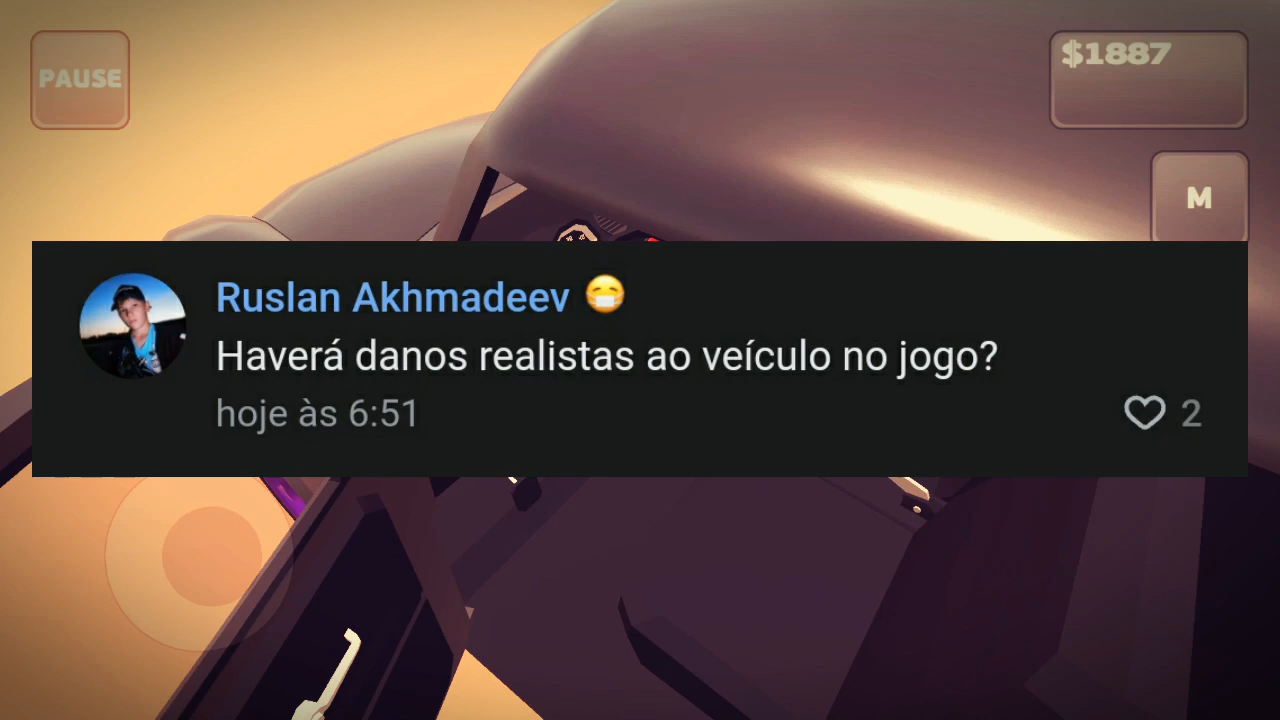 PAUSE
$1887
M
Ruslan Akhmadeev 😷
Haverá danos realistas ao veículo no jogo?
hoje às 6:51
2